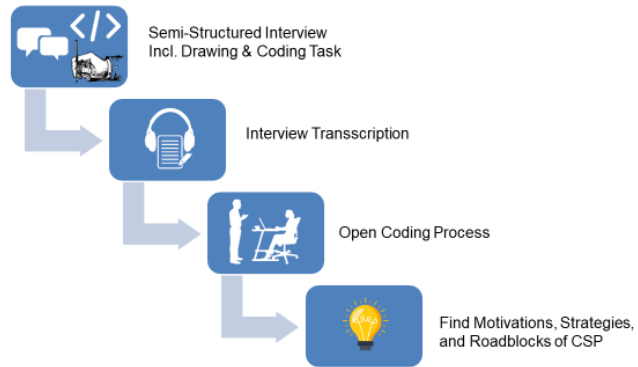 </>
Semi-Structured Interview
Incl. Drawing & Coding Task
Interview Transscription
Open Coding Process
Find Motivations, Strategies,
and Roadblocks of CSP